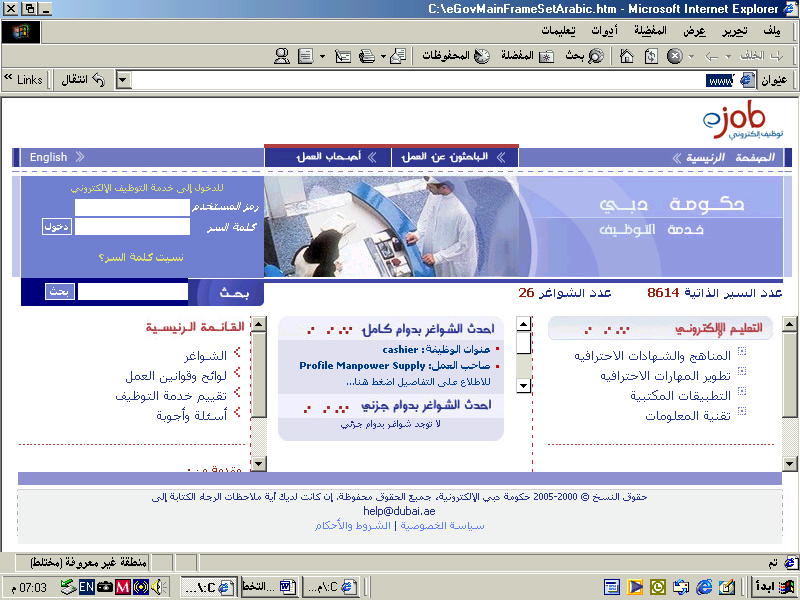 C:\eGovMainFrameSetArabic.htm - Microsoft Internet Explorer
ملف تحرير عرض المفضلة أدوات تعليمات
الخلف بحث المفضلة المحفوظات
عنوان www انتقال Links
ejob
توظيف إلكتروني
الصفحة الرئيسية
الباحثون عن العمل
أصحاب العمل
English
حكومة دبي
خدمة التوظيف
للدخول إلى خدمة التوظيف الإلكتروني
رمز المستخدم
كلمة السر
دخول
نسيت كلمة السر؟
بحث
بحث
عدد السير الذاتية 8614
عدد الشواغر 26
التعليم الإلكتروني
المناهج والشهادات الاحترافيه
تطوير المهارات الاحترافيه
التطبيقات المكتبية
تقنية المعلومات
احدث الشواغر بدوام كامل
عنوات الوظيفة: cashier
صاحب العمل: Profile Manpower Supply
للاطلاع على التفاصيل اضغط هنا...
احدث الشواغر بدوام جزئي
لا توجد شواغر بدوام جزئي
القائمة الرئيسية
الشواغر
لوائح وقوانين العمل
تقييم خدمة التوظيف
أسئلة وأجوبة
حقوق النسخ © 2000-2005 حكومة دبي الإلكترونية، جميع الحقوق محفوظة. إن كانت لديك أية ملاحظات الرجاء الكتابة إلى
help@dubai.ae
سياسة الخصوصية | الشروط والأحكام
تم
منطقة غير معروفة (مختلط)
ابدأ
C:\م...
التخط...
C:\...
EN
07:03 م